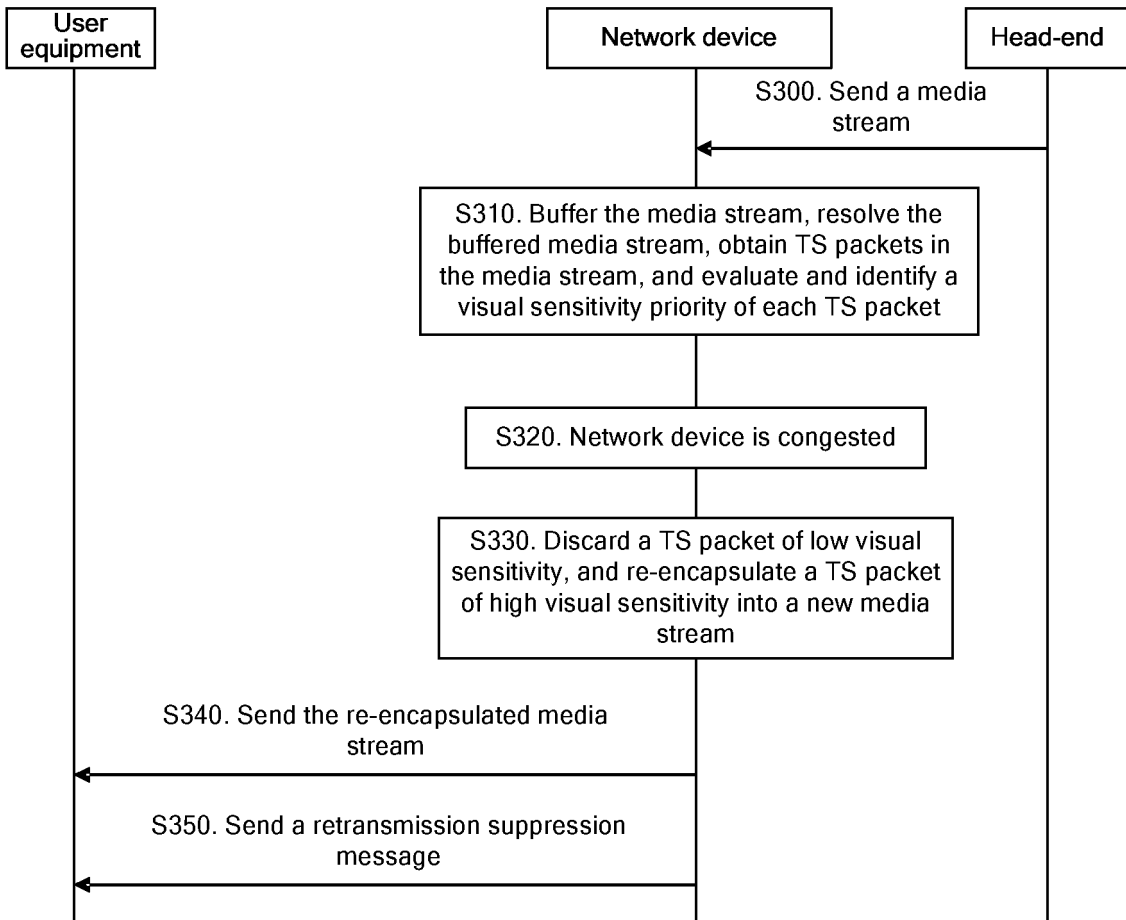 User
equipment
Network device
Head-end
S300. Send a media
stream
S310. Buffer the media stream, resolve the
buffered media stream, obtain TS packets in
the media stream, and evaluate and identify a
visual sensitivity priority of each TS packet
S320. Network device is congested
S330. Discard a TS packet of low visual
sensitivity, and re-encapsulate a TS packet
of high visual sensitivity into a new media
stream
S340. Send the re-encapsulated media
stream
S350. Send a retransmission suppression
message